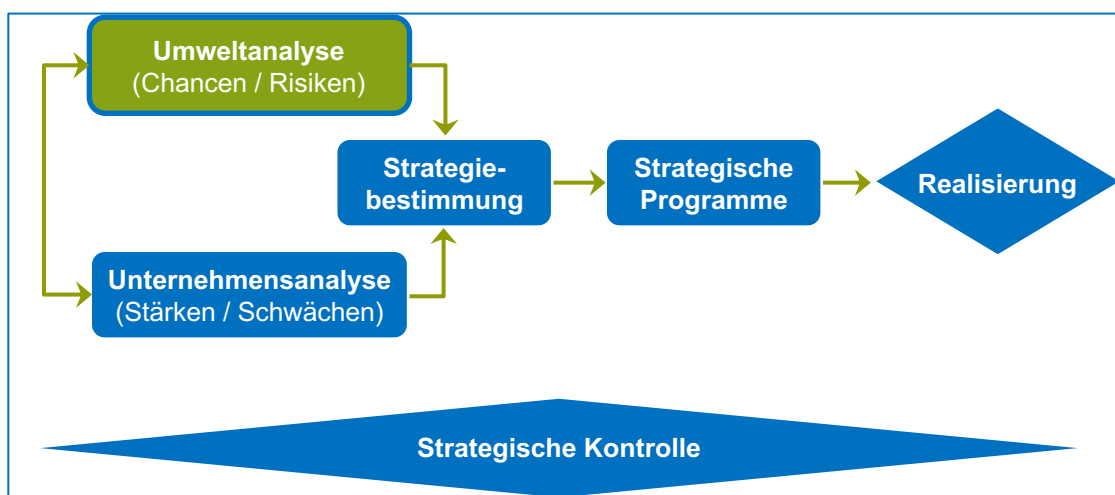 Umweltanalyse
(Chancen / Risiken)
Strategie-
bestimmung
Strategische
Programme
Realisierung
Unternehmensanalyse
(Stärken / Schwächen)
Strategische Kontrolle